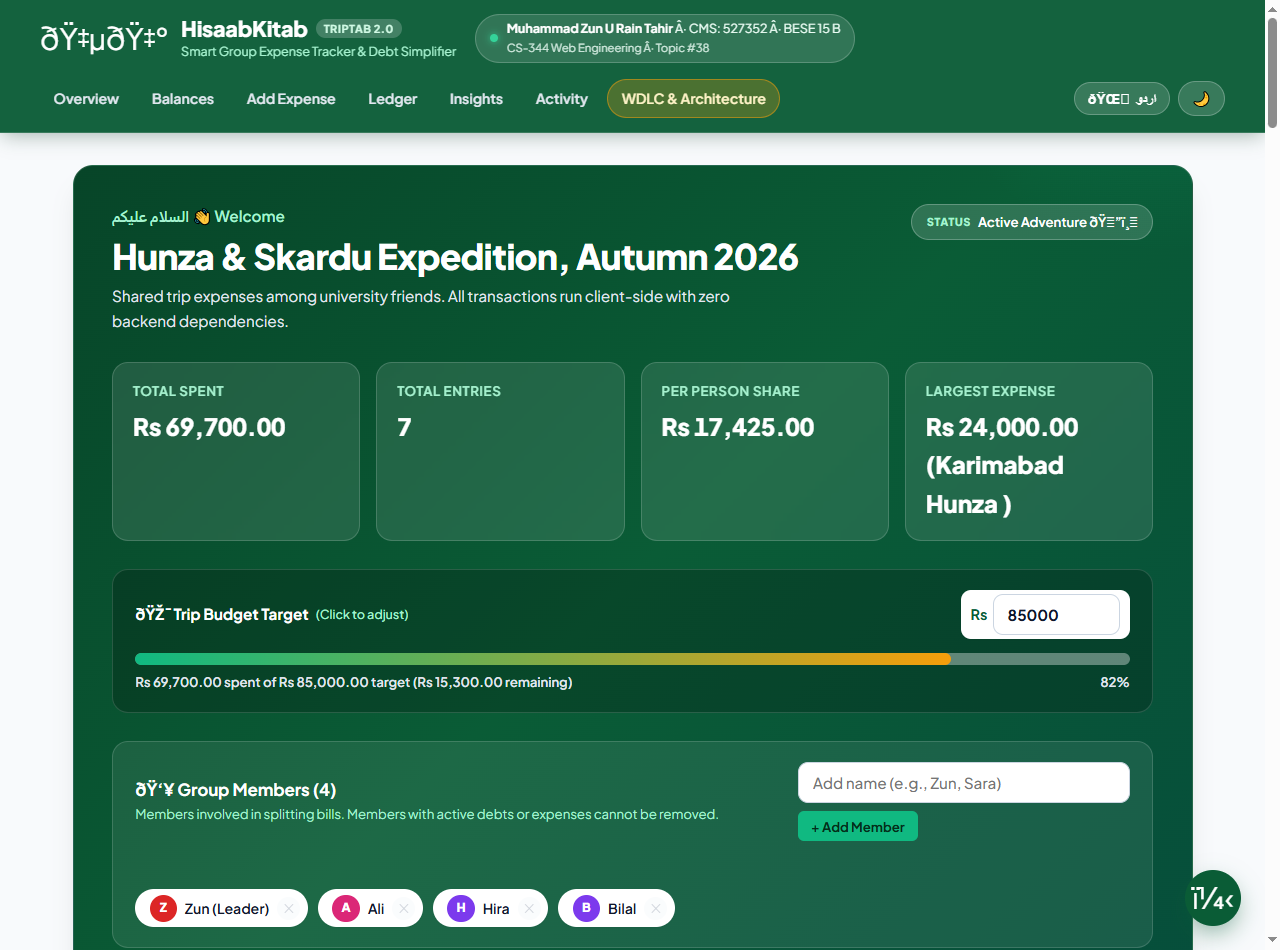 ðŸ‡µðŸ‡° HisaabKitab TRIPTAB 2.0
Smart Group Expense Tracker & Debt Simplifier
Muhammad Zun U Rain Tahir Â· CMS: 527352 Â· BESE 15 B
CS-344 Web Engineering Â· Topic #38
Overview Balances Add Expense Ledger Insights Activity WDLC & Architecture
اردو 🌙
السلام علیکم 👋 Welcome
STATUS Active Adventure
Hunza & Skardu Expedition, Autumn 2026
Shared trip expenses among university friends. All transactions run client-side with zero
backend dependencies.
TOTAL SPENT
Rs 69,700.00
TOTAL ENTRIES
7
PER PERSON SHARE
Rs 17,425.00
LARGEST EXPENSE
Rs 24,000.00
(Karimabad
Hunza )
ðŸŽ¯ Trip Budget Target (Click to adjust)
Rs 85000
Rs 69,700.00 spent of Rs 85,000.00 target (Rs 15,300.00 remaining)
82%
ðŸ‘¥ Group Members (4)
Members involved in splitting bills. Members with active debts or expenses cannot be removed.
Add name (e.g., Zun, Sara)
+ Add Member
Z Zun (Leader) ×
A Ali ×
H Hira ×
B Bilal ×
ï¼‹